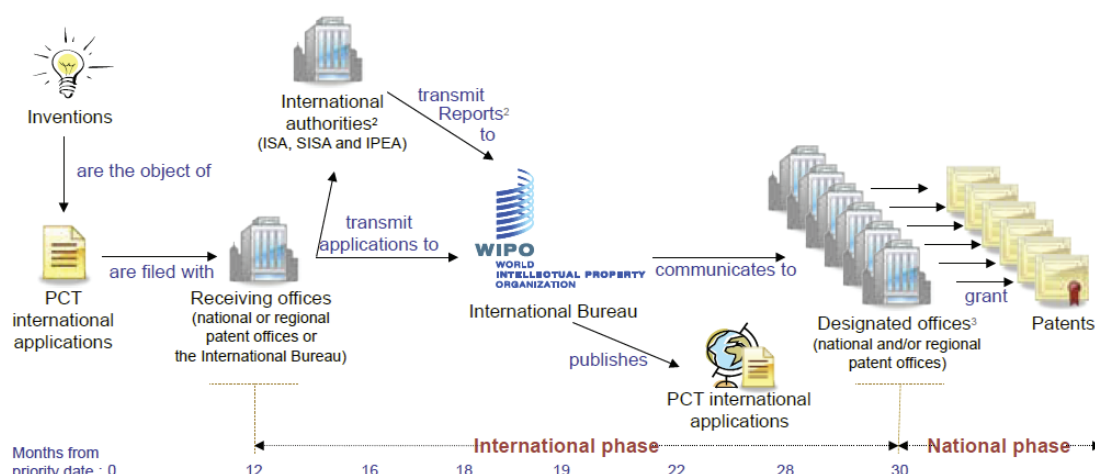 Inventions
are the object of
PCT
international
applications
are filed with
Receiving offices
(national or regional
patent offices or
the International Bureau)
International
authorities²
(ISA, SISA and IPEA)
transmit
Reports²
to
transmit
applications to
WIPO
WORLD
INTELLECTUAL PROPERTY
ORGANIZATION
International Bureau
publishes
PCT international
applications
communicates to
Designated offices³
(national and/or regional
patent offices)
grant
Patents
International phase
National phase
Months from
priority date : 0 12 16 18 19 22 28 30